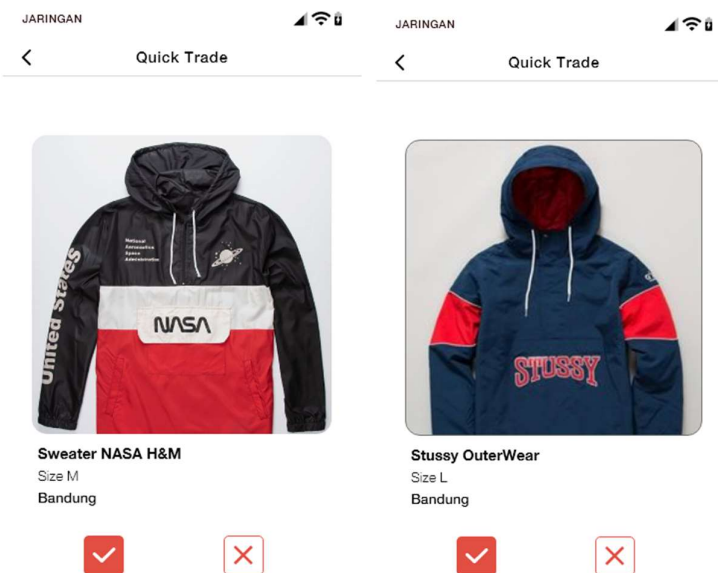 JARINGAN
Quick Trade
National
Aeronautics
Space
Administration
United States
NASA
Sweater NASA H&M
Size M
Bandung
JARINGAN
Quick Trade
STUSSY
Stussy OuterWear
Size L
Bandung